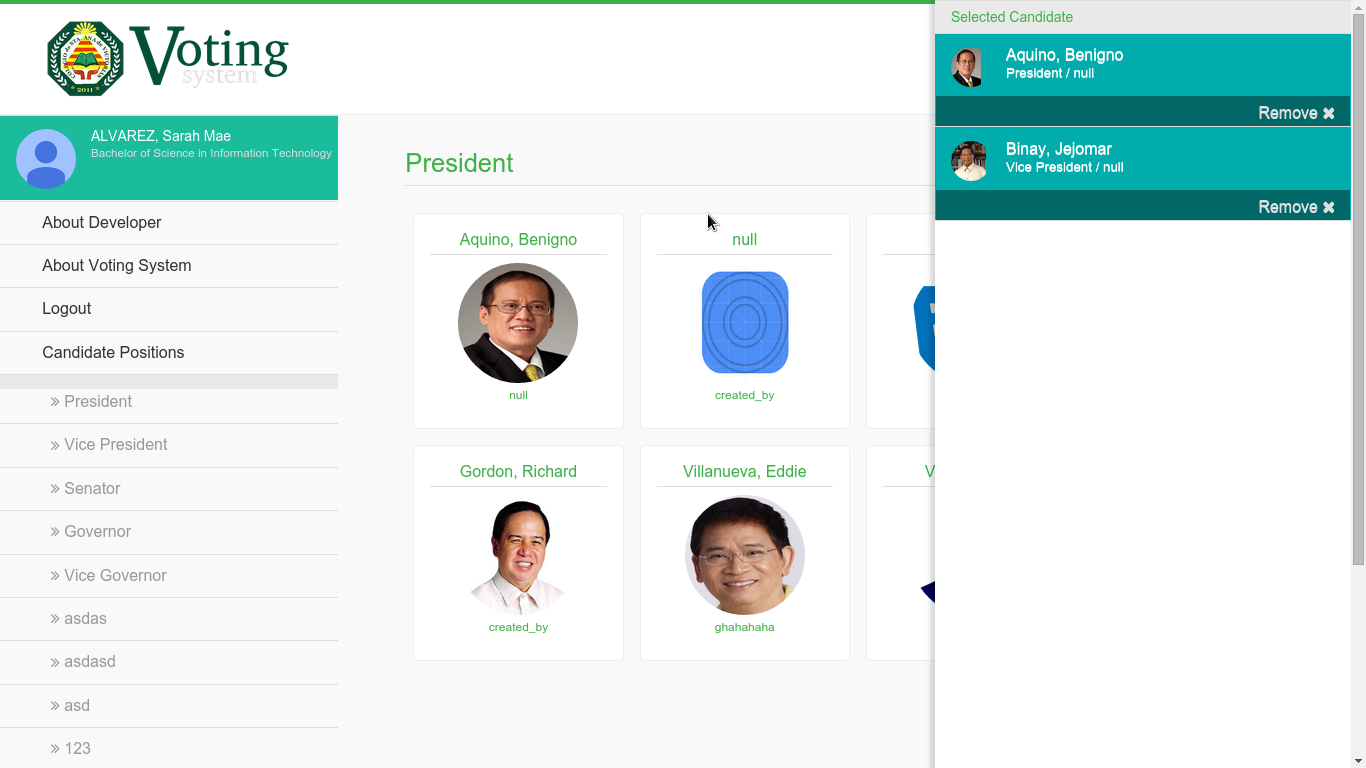 Voting
system
ALVAREZ, Sarah Mae
Bachelor of Science in Information Technology
About Developer
About Voting System
Logout
Candidate Positions
» President
» Vice President
» Senator
» Governor
» Vice Governor
» asdas
» asdasd
» asd
» 123
President
Aquino, Benigno
null
null
created_by
Gordon, Richard
created_by
Villanueva, Eddie
ghahahaha
V
Selected Candidate
Aquino, Benigno
President / null
Remove ✖
Binay, Jejomar
Vice President / null
Remove ✖
2011